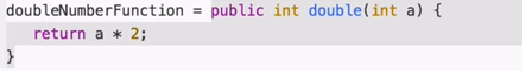 doubleNumberFunction = public int double(int a) {
   return a * 2;
}